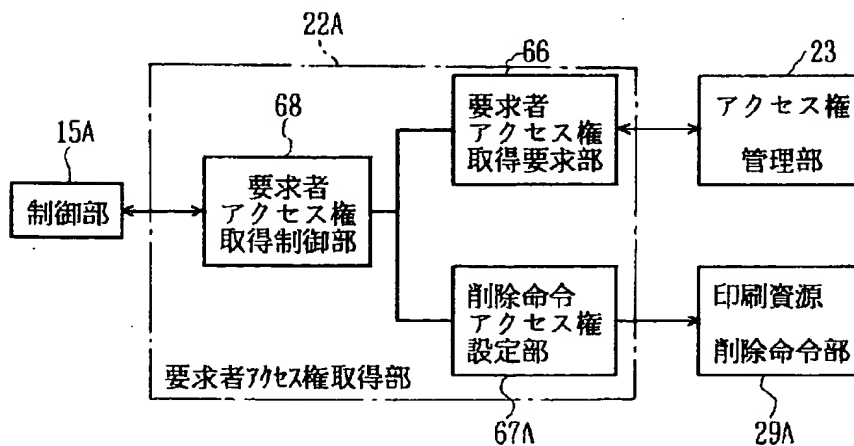 22A
66
23
68
15A
要求者
アクセス権
取得要求部
アクセス権
管理部
制御部
要求者
アクセス権
取得制御部
削除命令
アクセス権
設定部
印刷資源
削除命令部
要求者アクセス権取得部
67A
29A